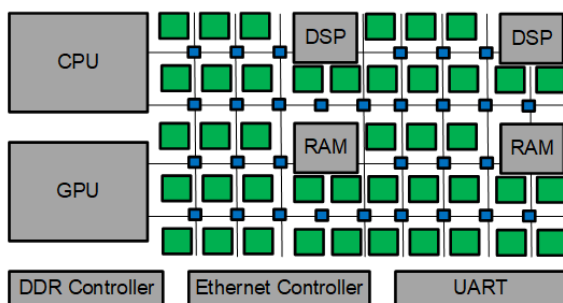 CPU
DSP
DSP
GPU
RAM
RAM
DDR Controller
Ethernet Controller
UART